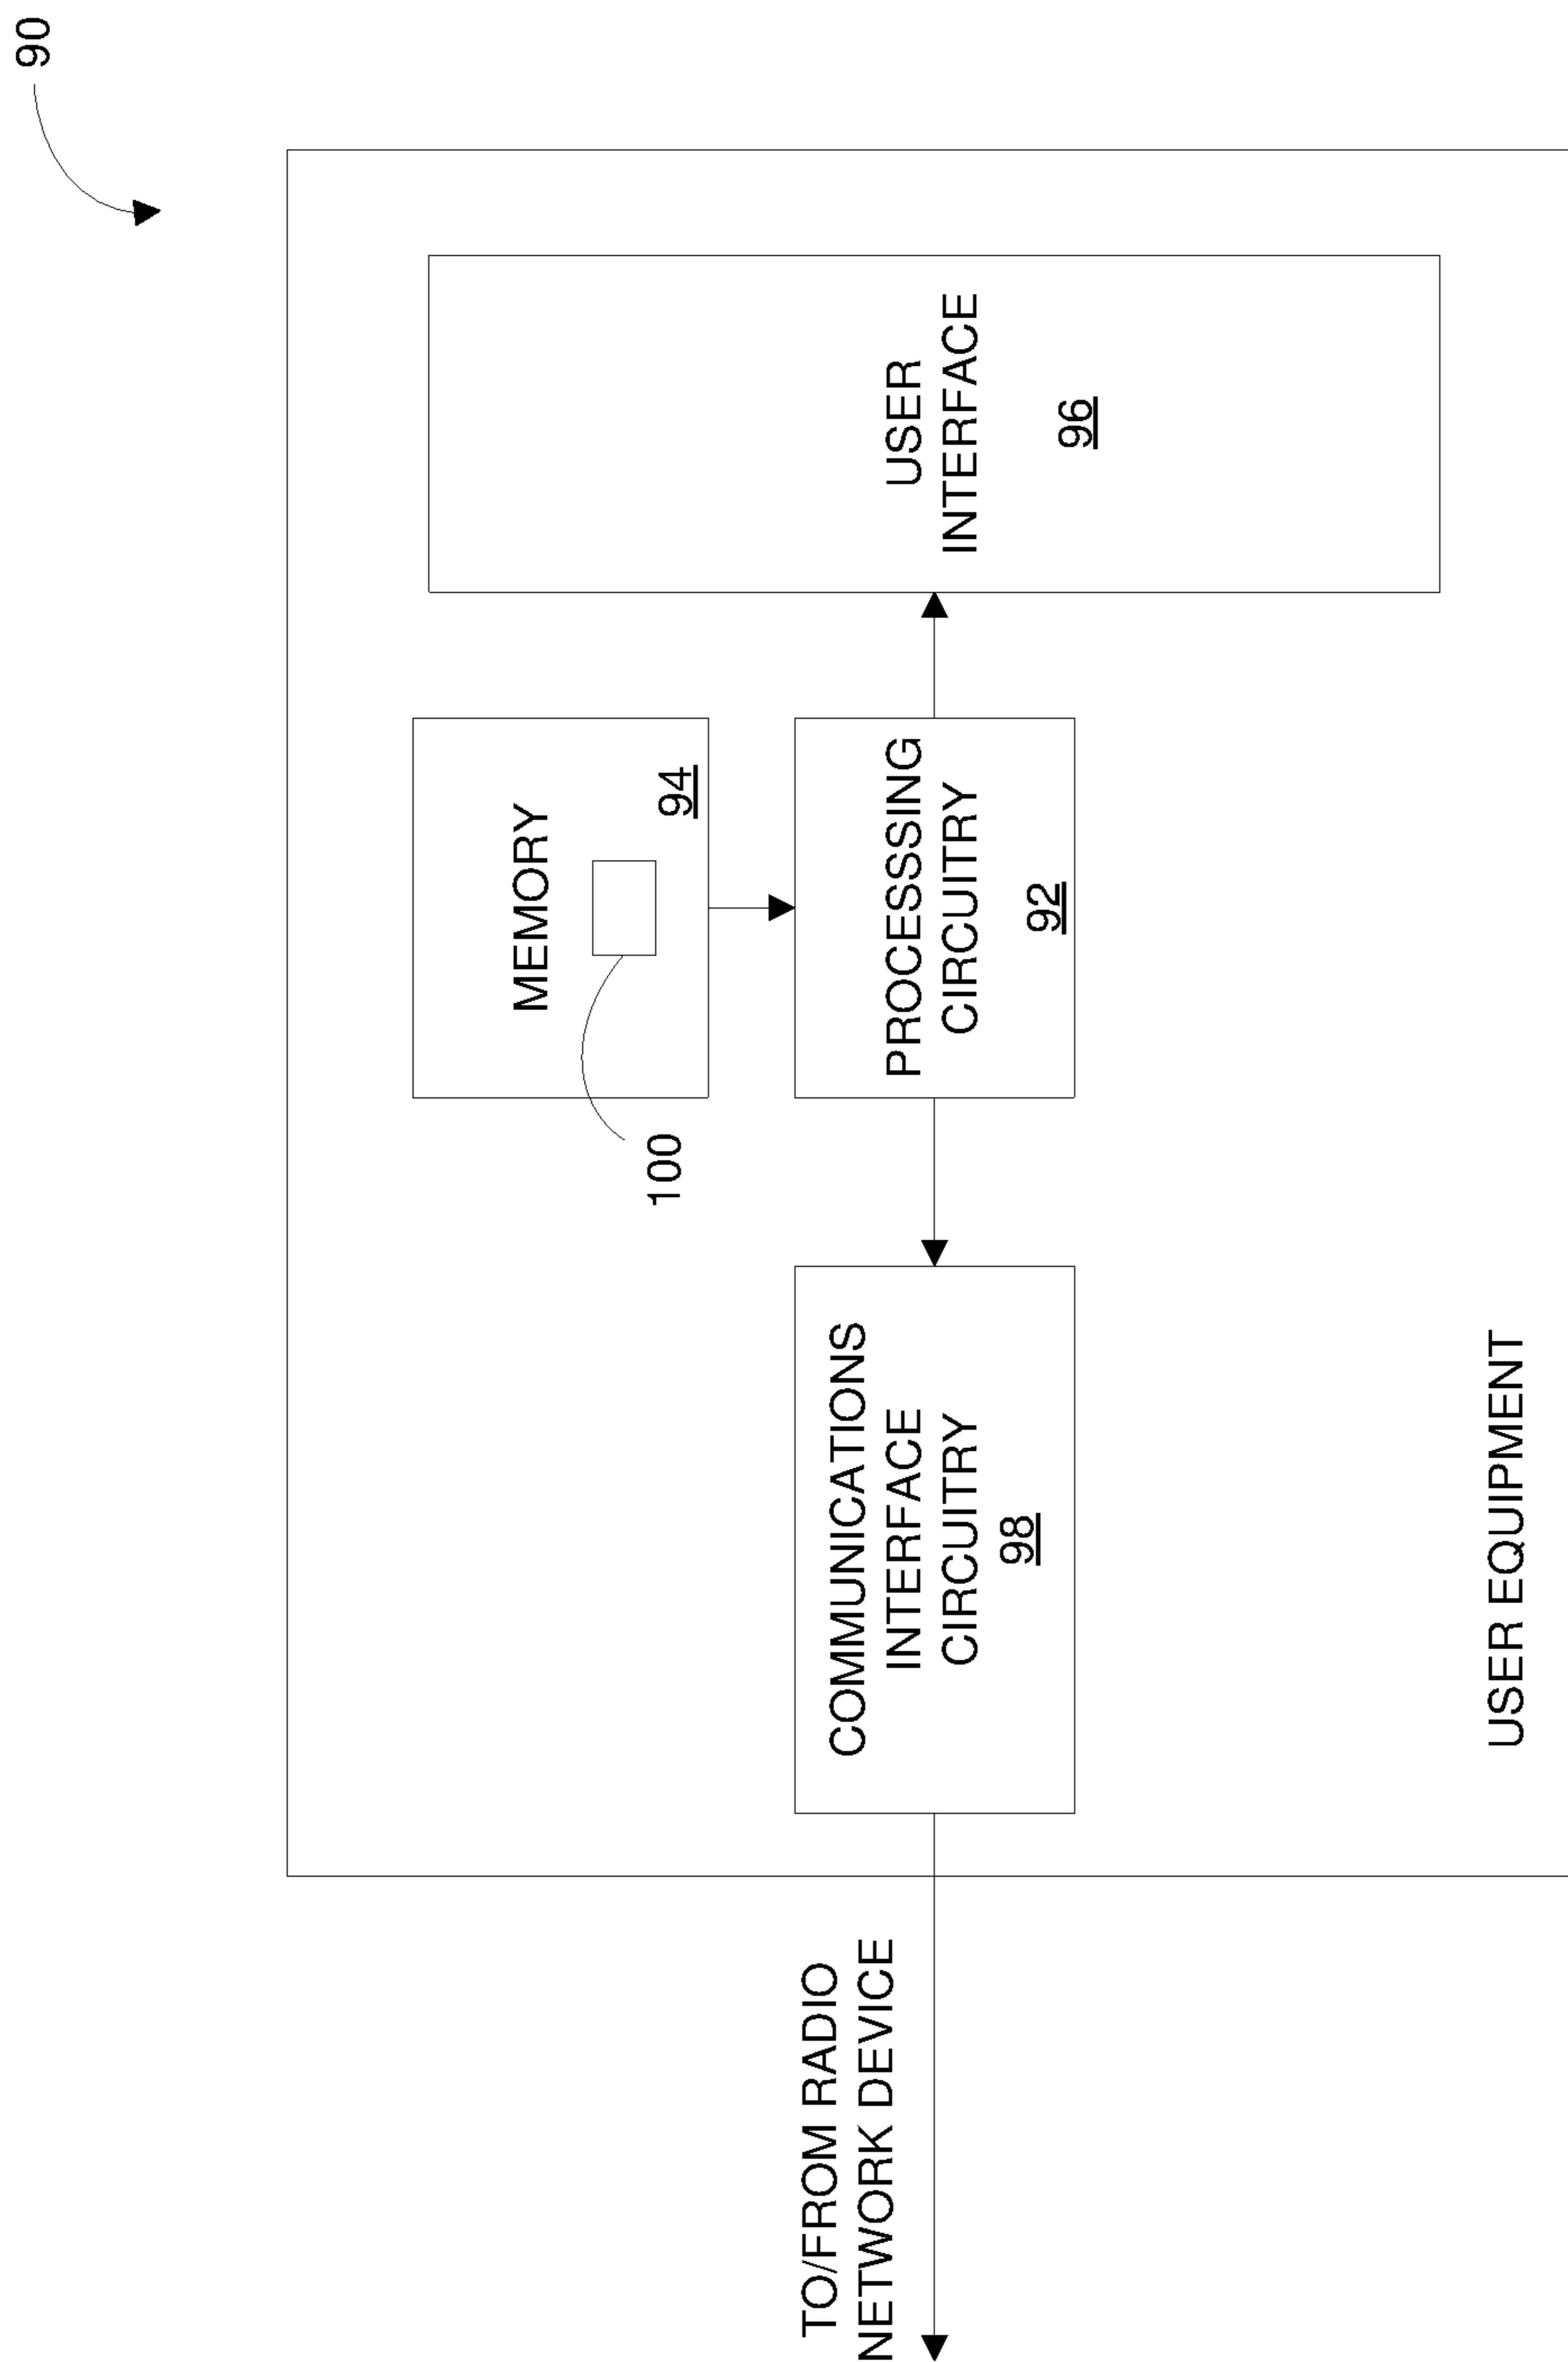 90
MEMORY
94
100
TO/FROM RADIO
NETWORK DEVICE
COMMUNICATIONS
INTERFACE
CIRCUITRY
98
PROCESSING
CIRCUITRY
92
USER
INTERFACE
96
USER EQUIPMENT